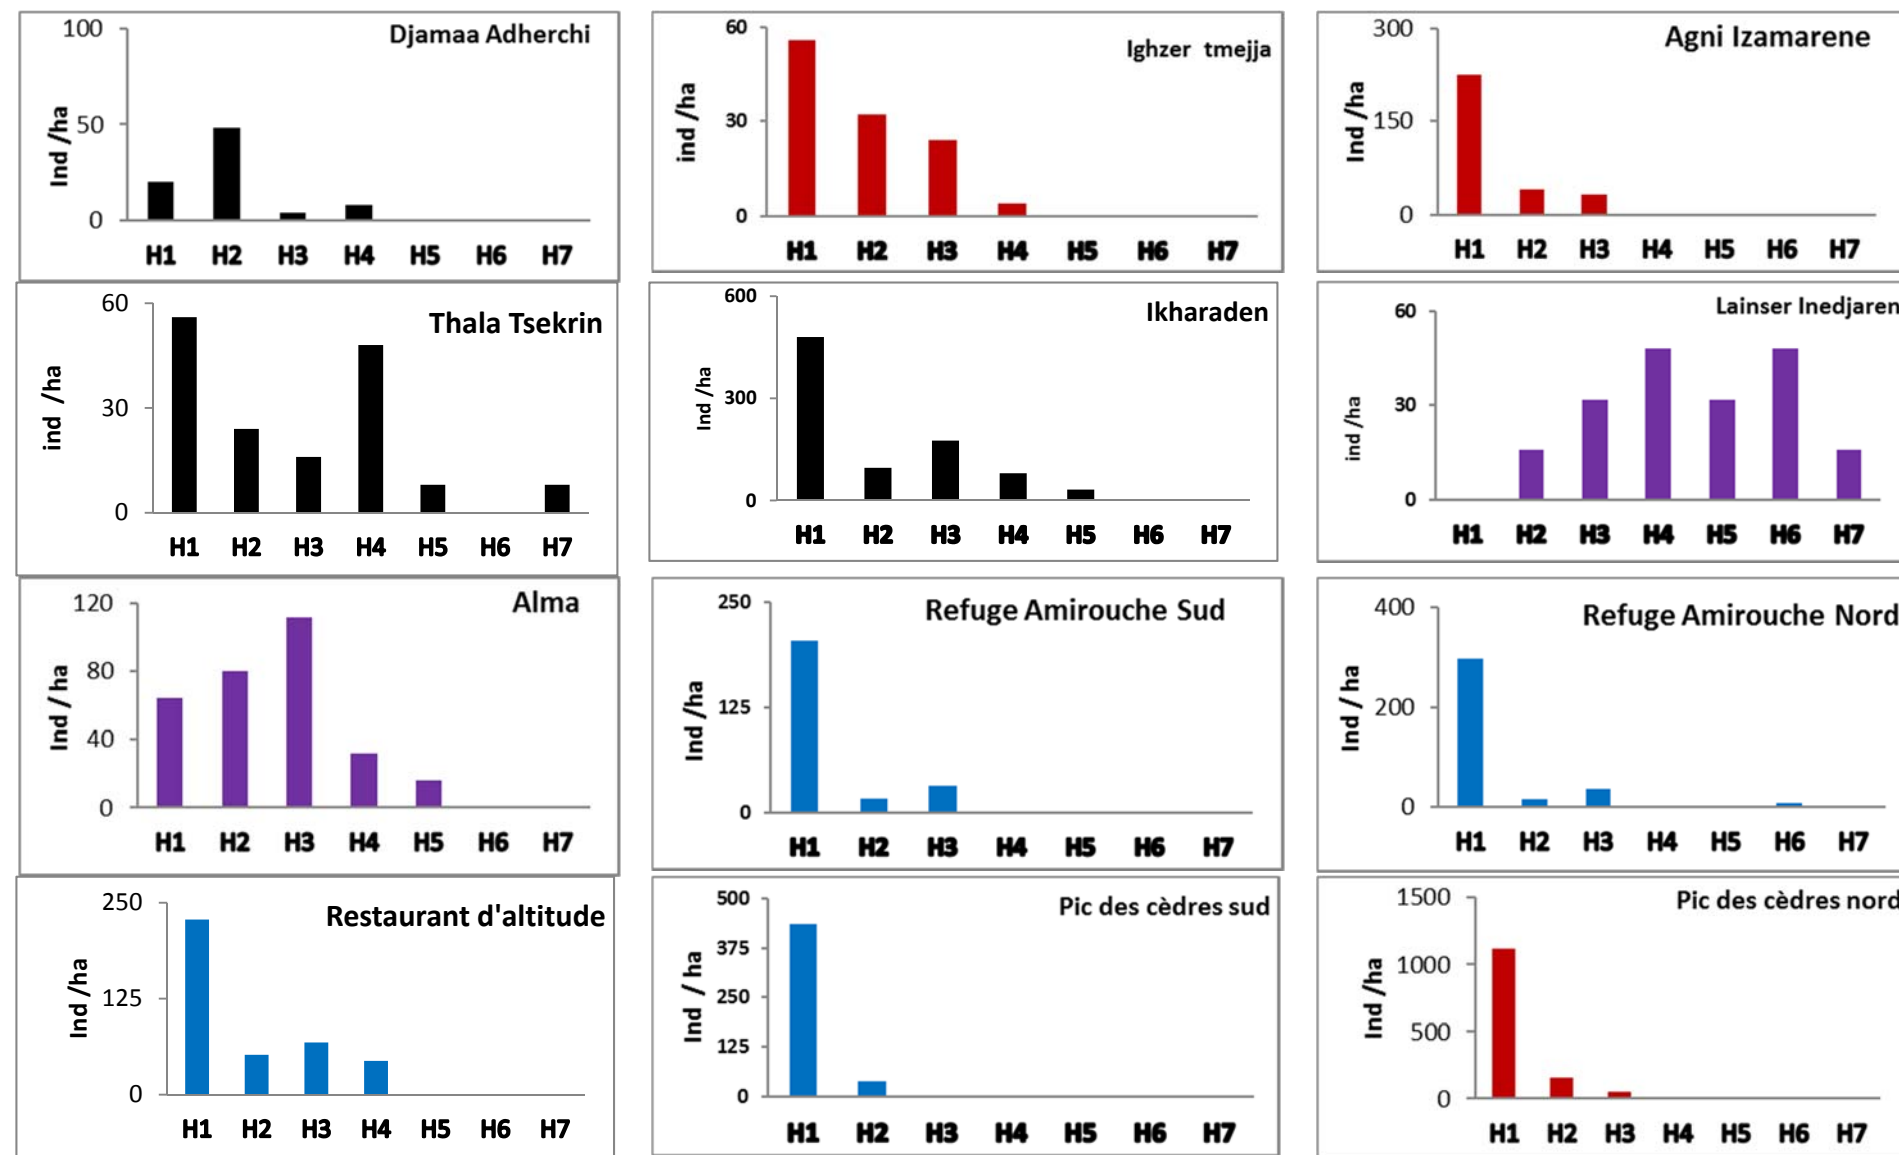 Djamaa Adherchi
Ind /ha
100
50
0
H1 H2 H3 H4 H5 H6 H7
Ighzer tmejja
ind /ha
60
30
0
H1 H2 H3 H4 H5 H6 H7
Agni Izamarene
Ind /ha
300
150
0
H1 H2 H3 H4 H5 H6 H7
Thala Tsekrin
ind /ha
60
30
0
H1 H2 H3 H4 H5 H6 H7
Ikharaden
Ind /ha
600
300
0
H1 H2 H3 H4 H5 H6 H7
Lainser Inedjaren
ind /ha
60
30
0
H1 H2 H3 H4 H5 H6 H7
Alma
Ind / ha
120
80
40
0
H1 H2 H3 H4 H5 H6 H7
Refuge Amirouche Sud
Ind /ha
250
125
0
H1 H2 H3 H4 H5 H6 H7
Refuge Amirouche Nord
Ind / ha
400
200
0
H1 H2 H3 H4 H5 H6 H7
Restaurant d'altitude
Ind /ha
250
125
0
H1 H2 H3 H4 H5 H6 H7
Pic des cèdres sud
Ind / ha
500
375
250
125
0
H1 H2 H3 H4 H5 H6 H7
Pic des cèdres nord
Ind /ha
1500
1000
500
0
H1 H2 H3 H4 H5 H6 H7